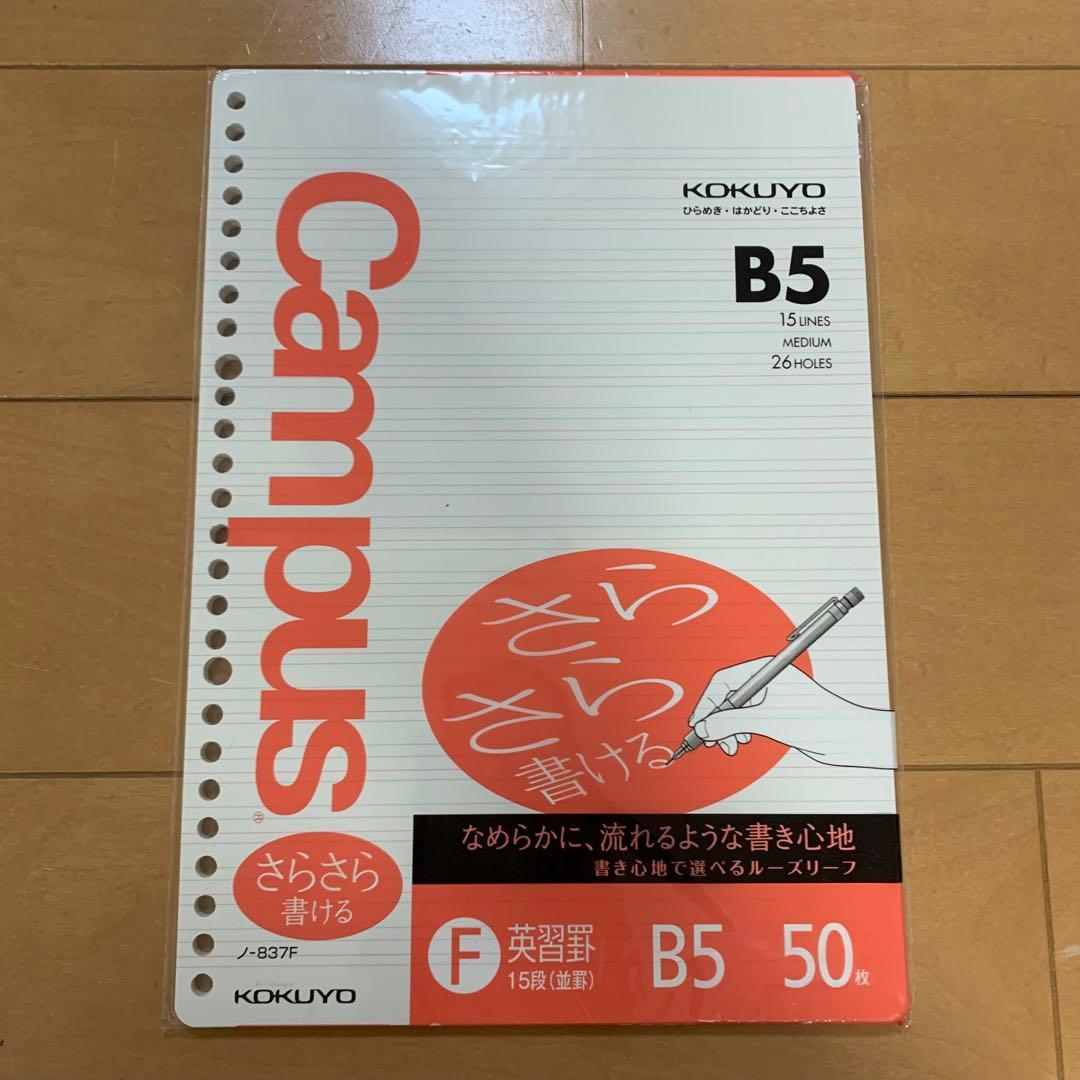 Campus®
KOKUYO
ひらめき・はかどり・ここちよさ
B5
15 LINES
MEDIUM
26 HOLES
さら
さら
書ける
なめらかに、流れるような書き心地
書き心地で選べるルーズリーフ
さらさら
書ける
ノ-837F
KOKUYO
F 英習罫
15段(並罫)
B5 50枚